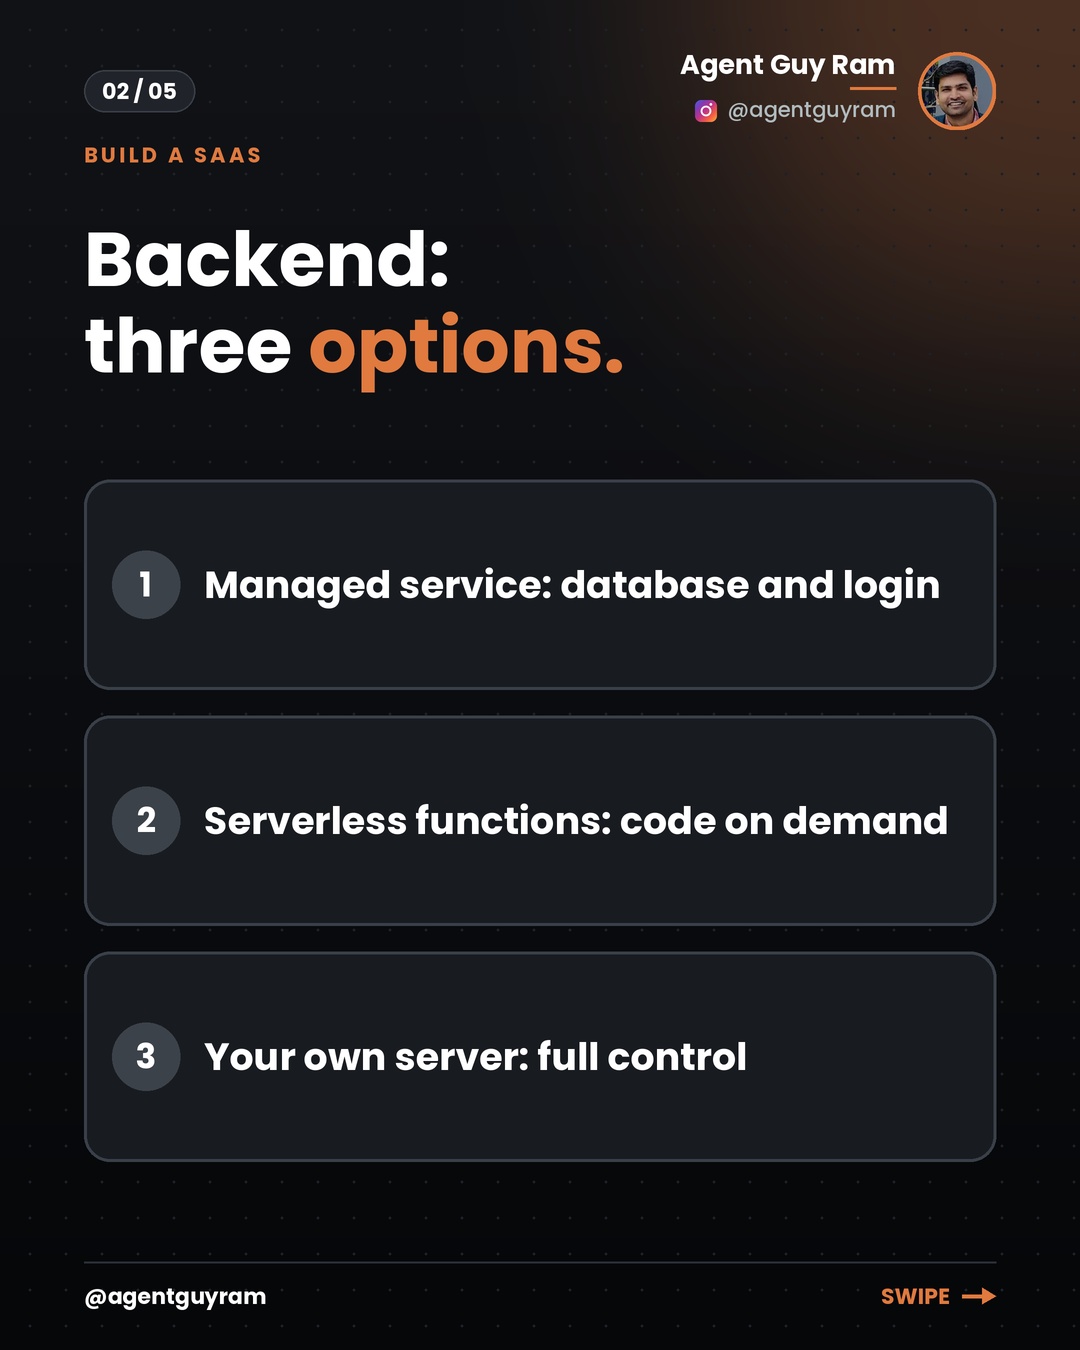 02 / 05
Agent Guy Ram
@agentguyram
BUILD A SAAS
Backend:
three options.
1 Managed service: database and login
2 Serverless functions: code on demand
3 Your own server: full control
@agentguyram
SWIPE